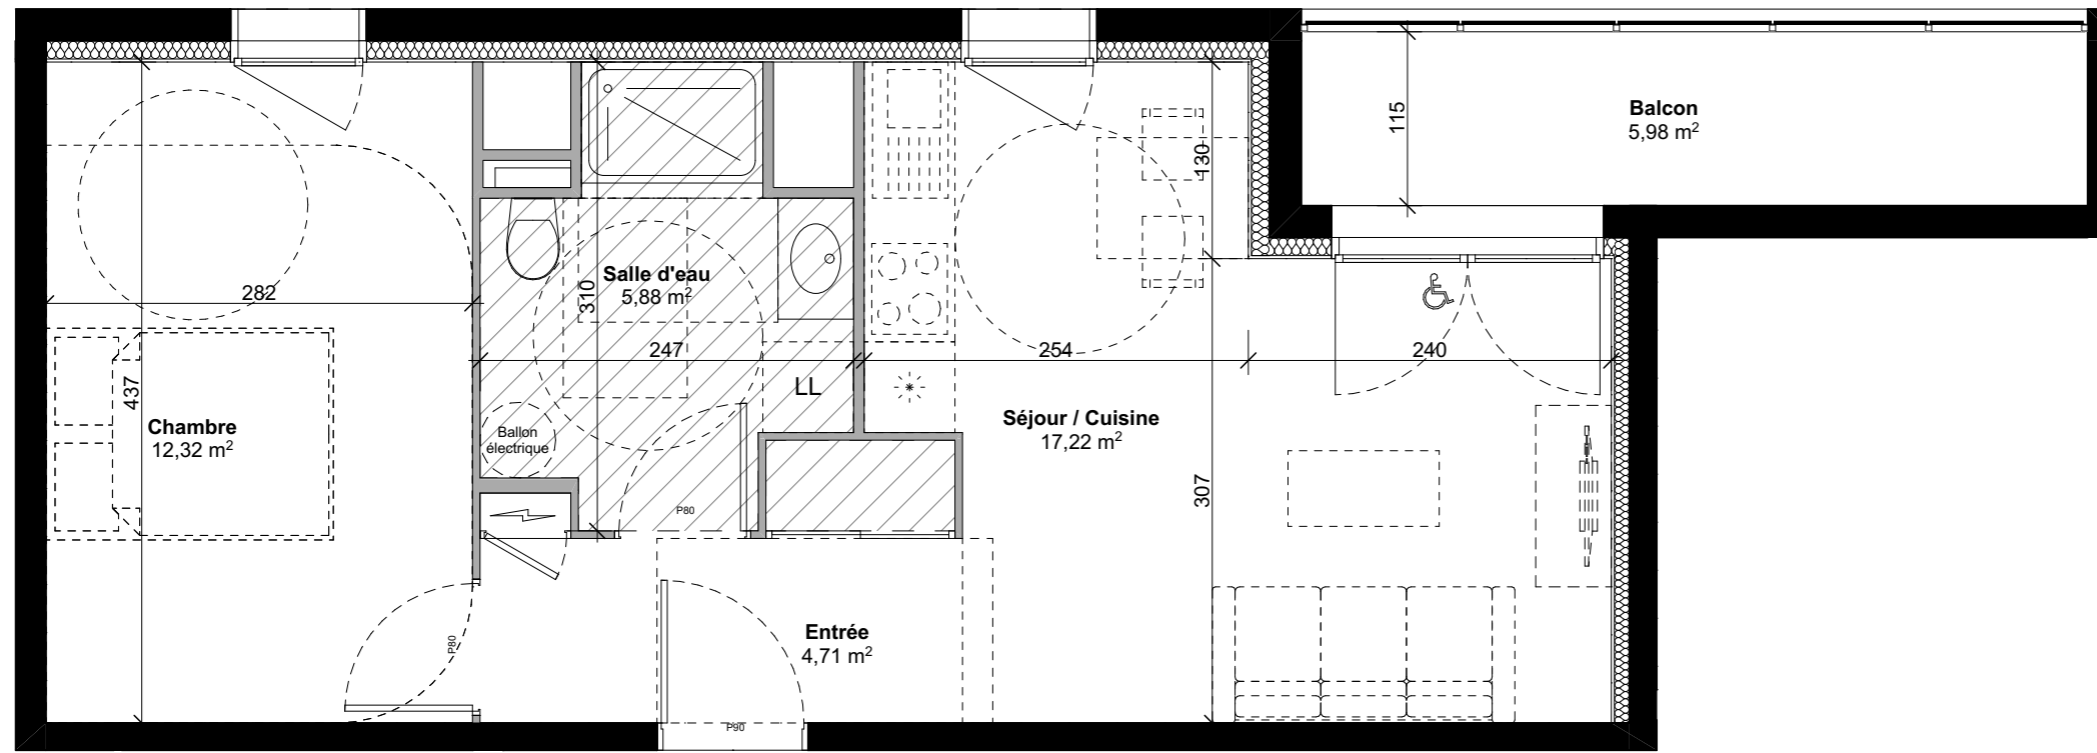 Balcon
5,98 m²
115
130
Salle d'eau
5,88 m²
310
282
247
254
240
LL
437
Chambre
12,32 m²
Ballon
électrique
Séjour / Cuisine
17,22 m²
307
P80
P80
Entrée
4,71 m²
P90